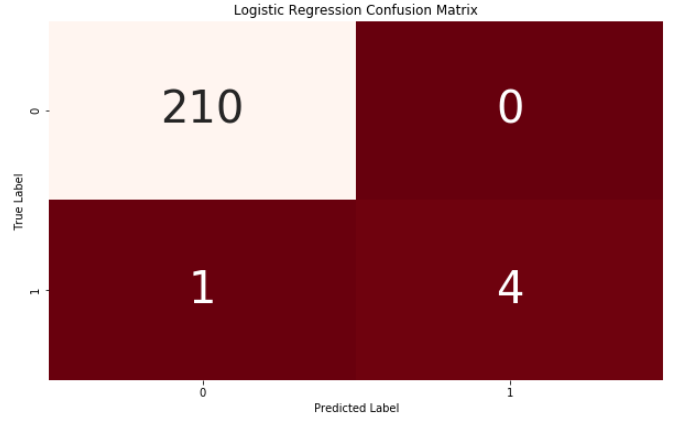 Logistic Regression Confusion Matrix
210 0
0
True Label
1 4
1
0 1
Predicted Label